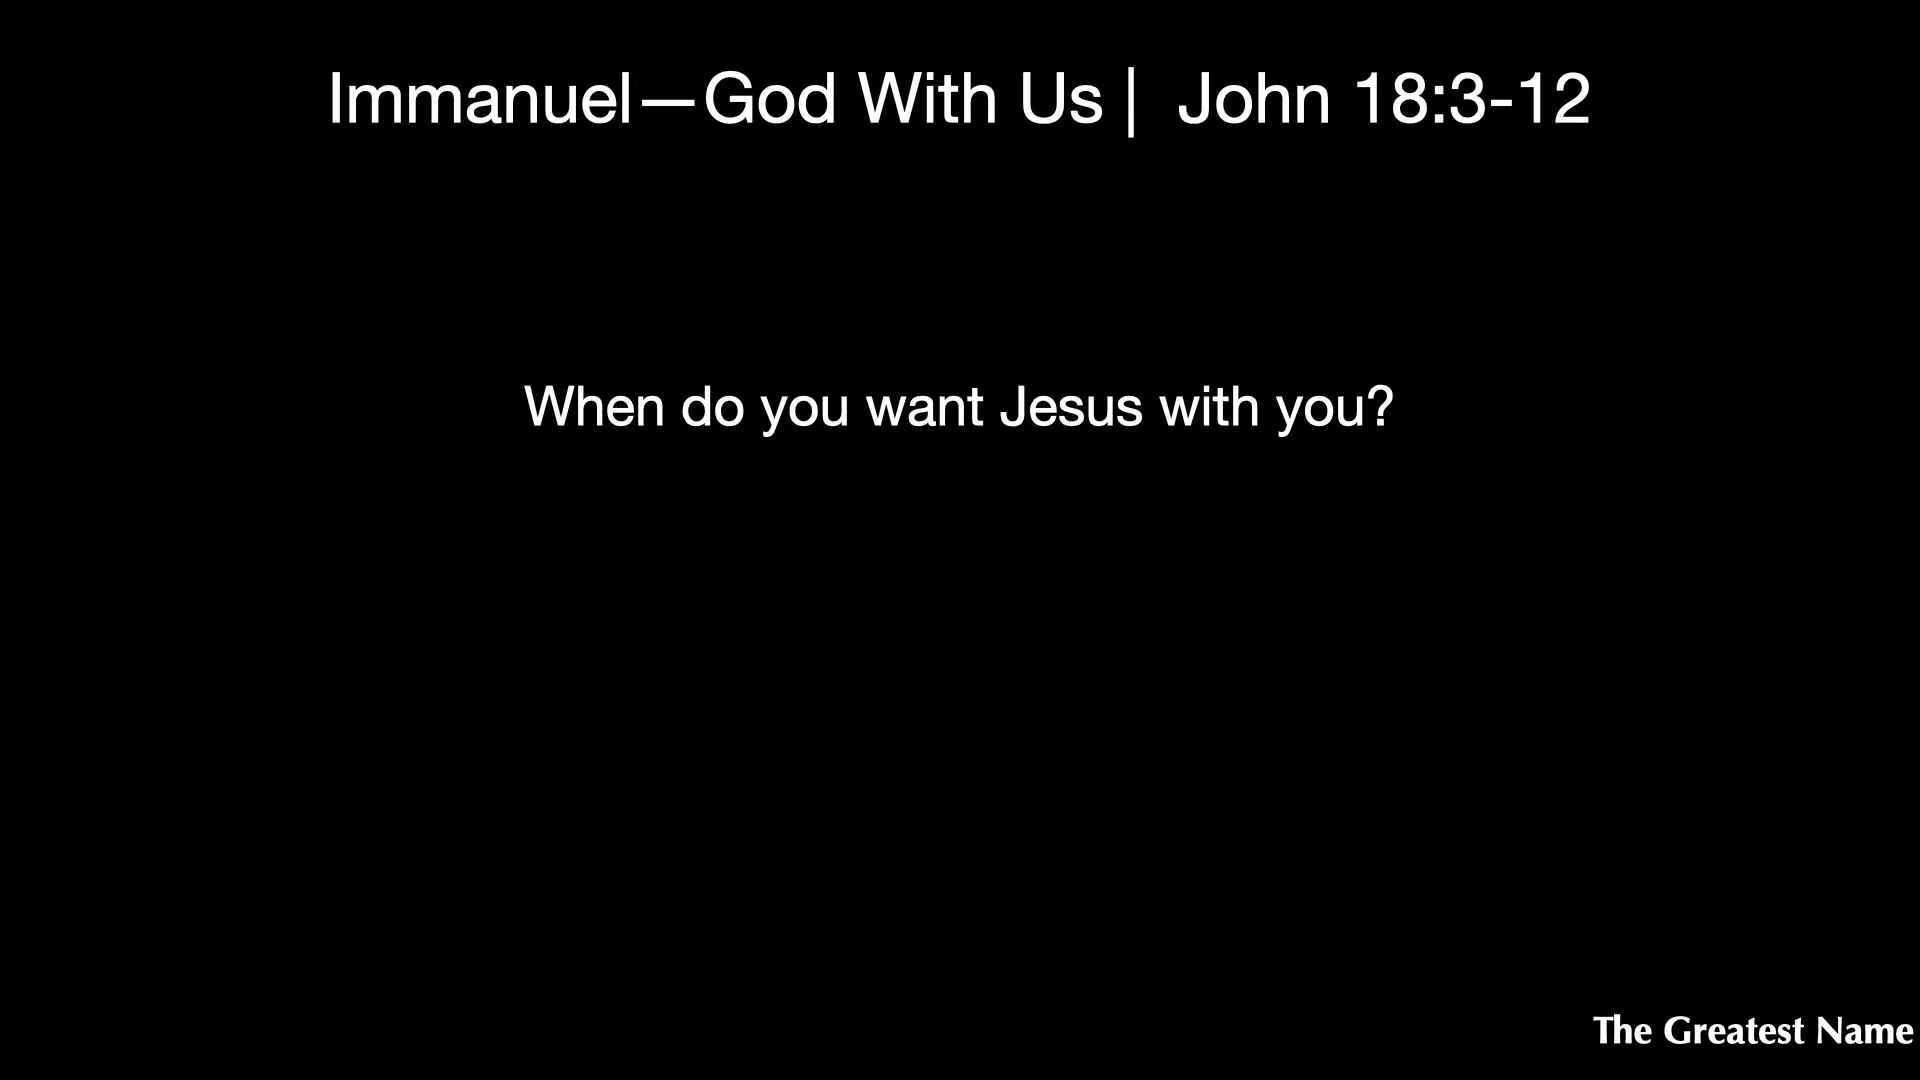 Immanuel—God With Us |  John 18:3-12
When do you want Jesus with you?
The Greatest Name